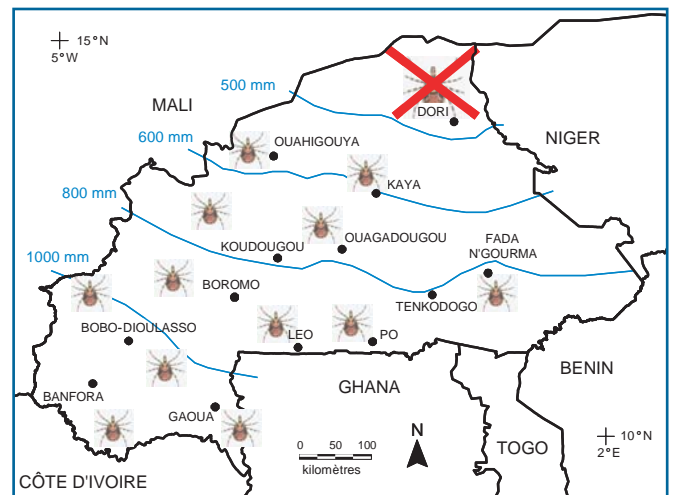 15°N
5°W
500 mm
MALI
DORI
600 mm
OUAHIGOUYA
NIGER
KAYA
800 mm
OUAGADOUGOU
KOUDOUGOU
FADA
N'GOURMA
1000 mm
BOROMO
TENKODOGO
BOBO-DIOULASSO
LEO
PO
BENIN
BANFORA
GHANA
GAOUA
N
TOGO
10°N
2°E
0 50 100
kilomètres
CÔTE D'IVOIRE